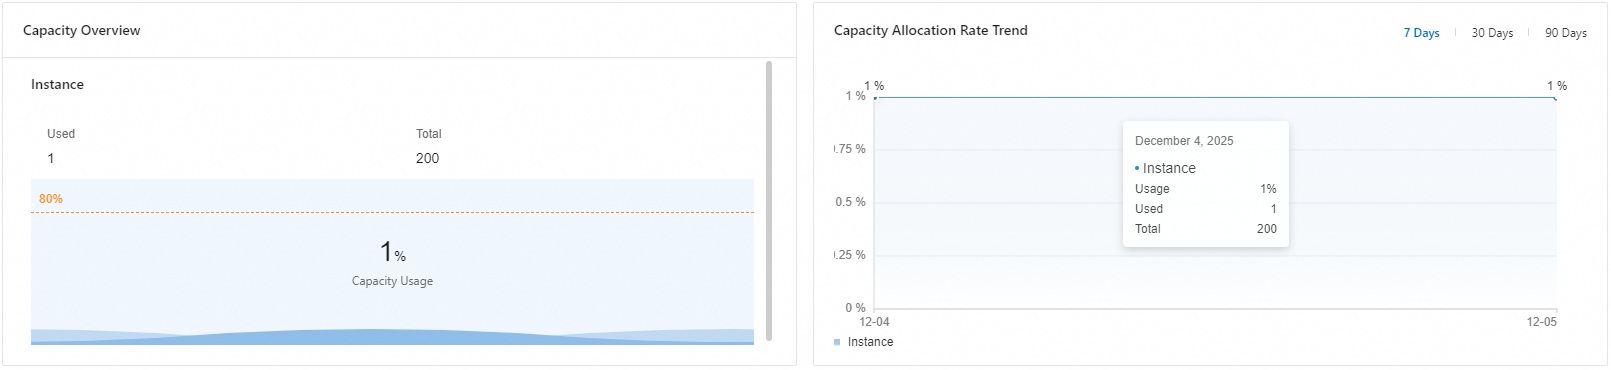 Capacity Overview
Instance
Used
Total
1
200
80%
1%
Capacity Usage
Capacity Allocation Rate Trend
7 Days
30 Days
90 Days
1 %
1 %
1 %
.75 %
0.5 %
.25 %
0 %
12-04
12-05
December 4, 2025
Instance
Usage 1%
Used 1
Total 200
Instance